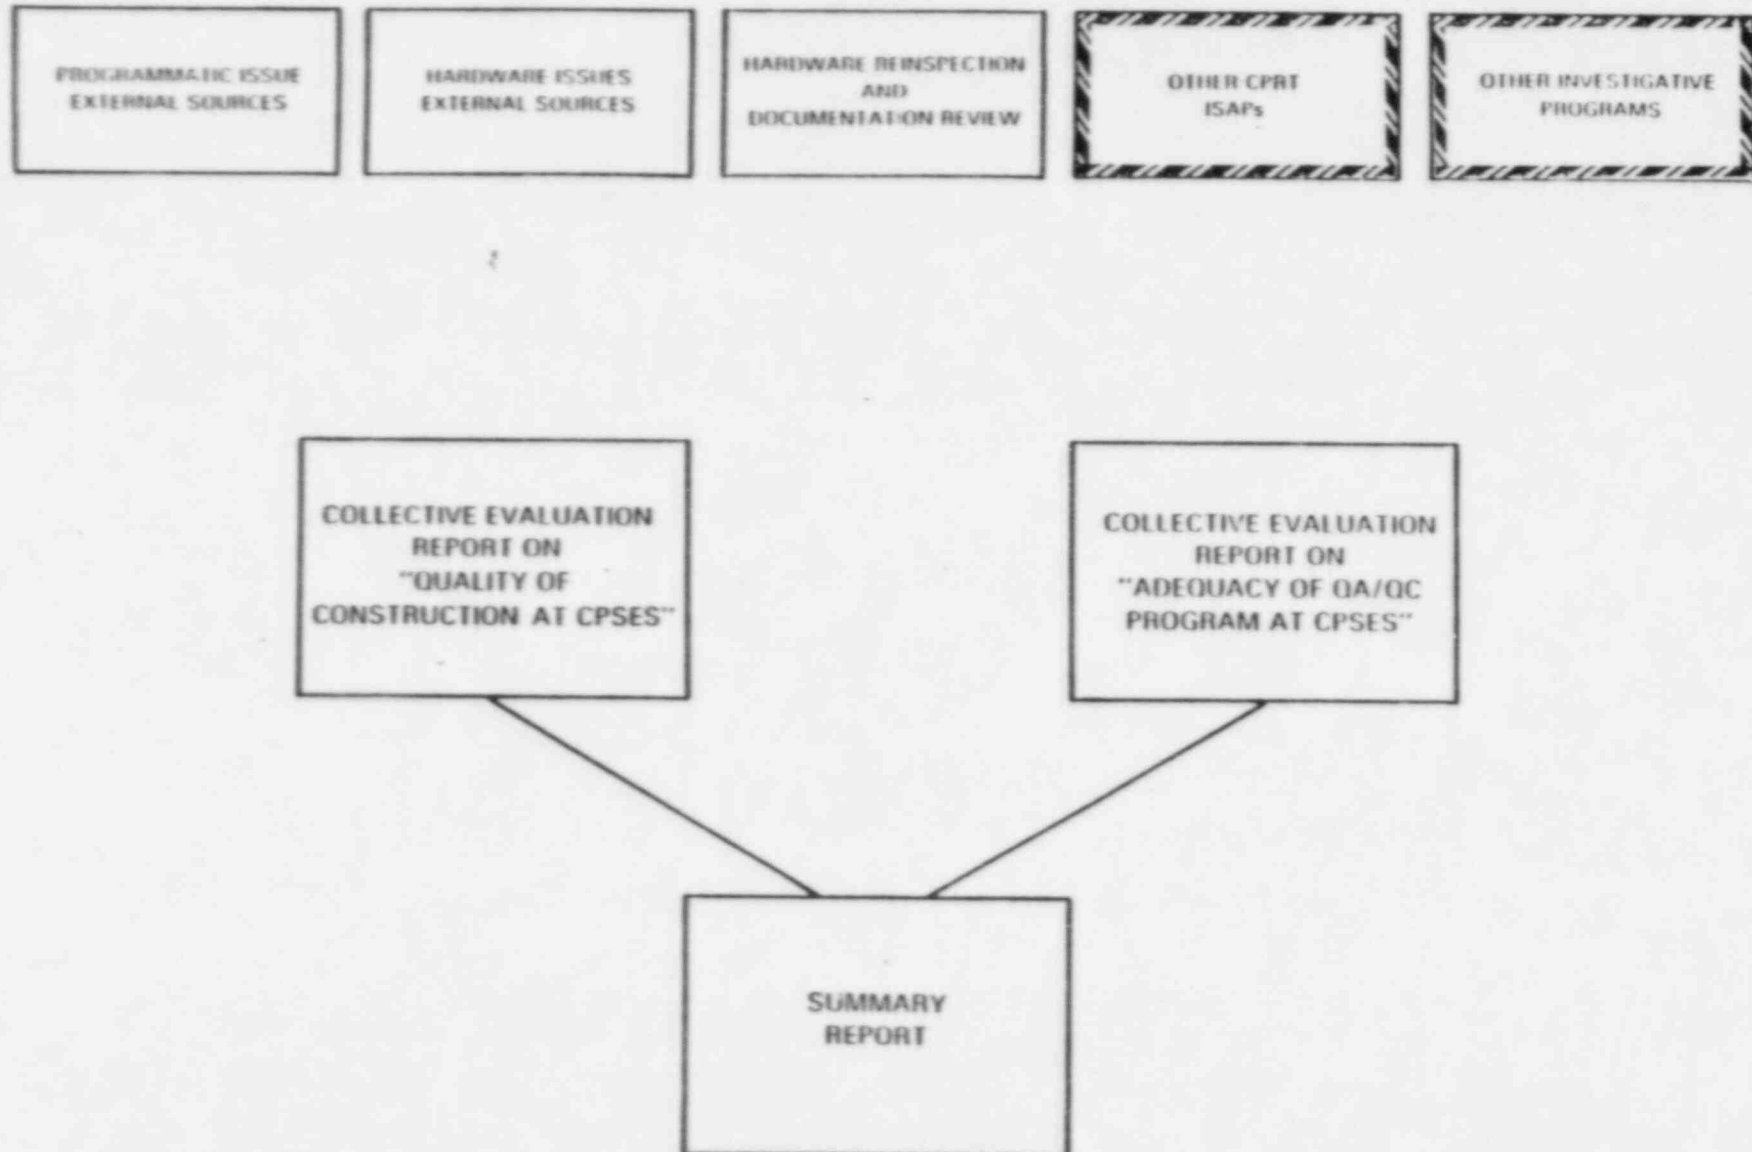 PROGRAMMATIC ISSUE
EXTERNAL SOURCES
HARDWARE ISSUES
EXTERNAL SOURCES
HARDWARE REINSPECTION
AND
DOCUMENTATION REVIEW
OTHER CPRT
ISAPs
OTHER INVESTIGATIVE
PROGRAMS
COLLECTIVE EVALUATION
REPORT ON
"QUALITY OF
CONSTRUCTION AT CPSES"
COLLECTIVE EVALUATION
REPORT ON
"ADEQUACY OF QA/QC
PROGRAM AT CPSES"
SUMMARY
REPORT